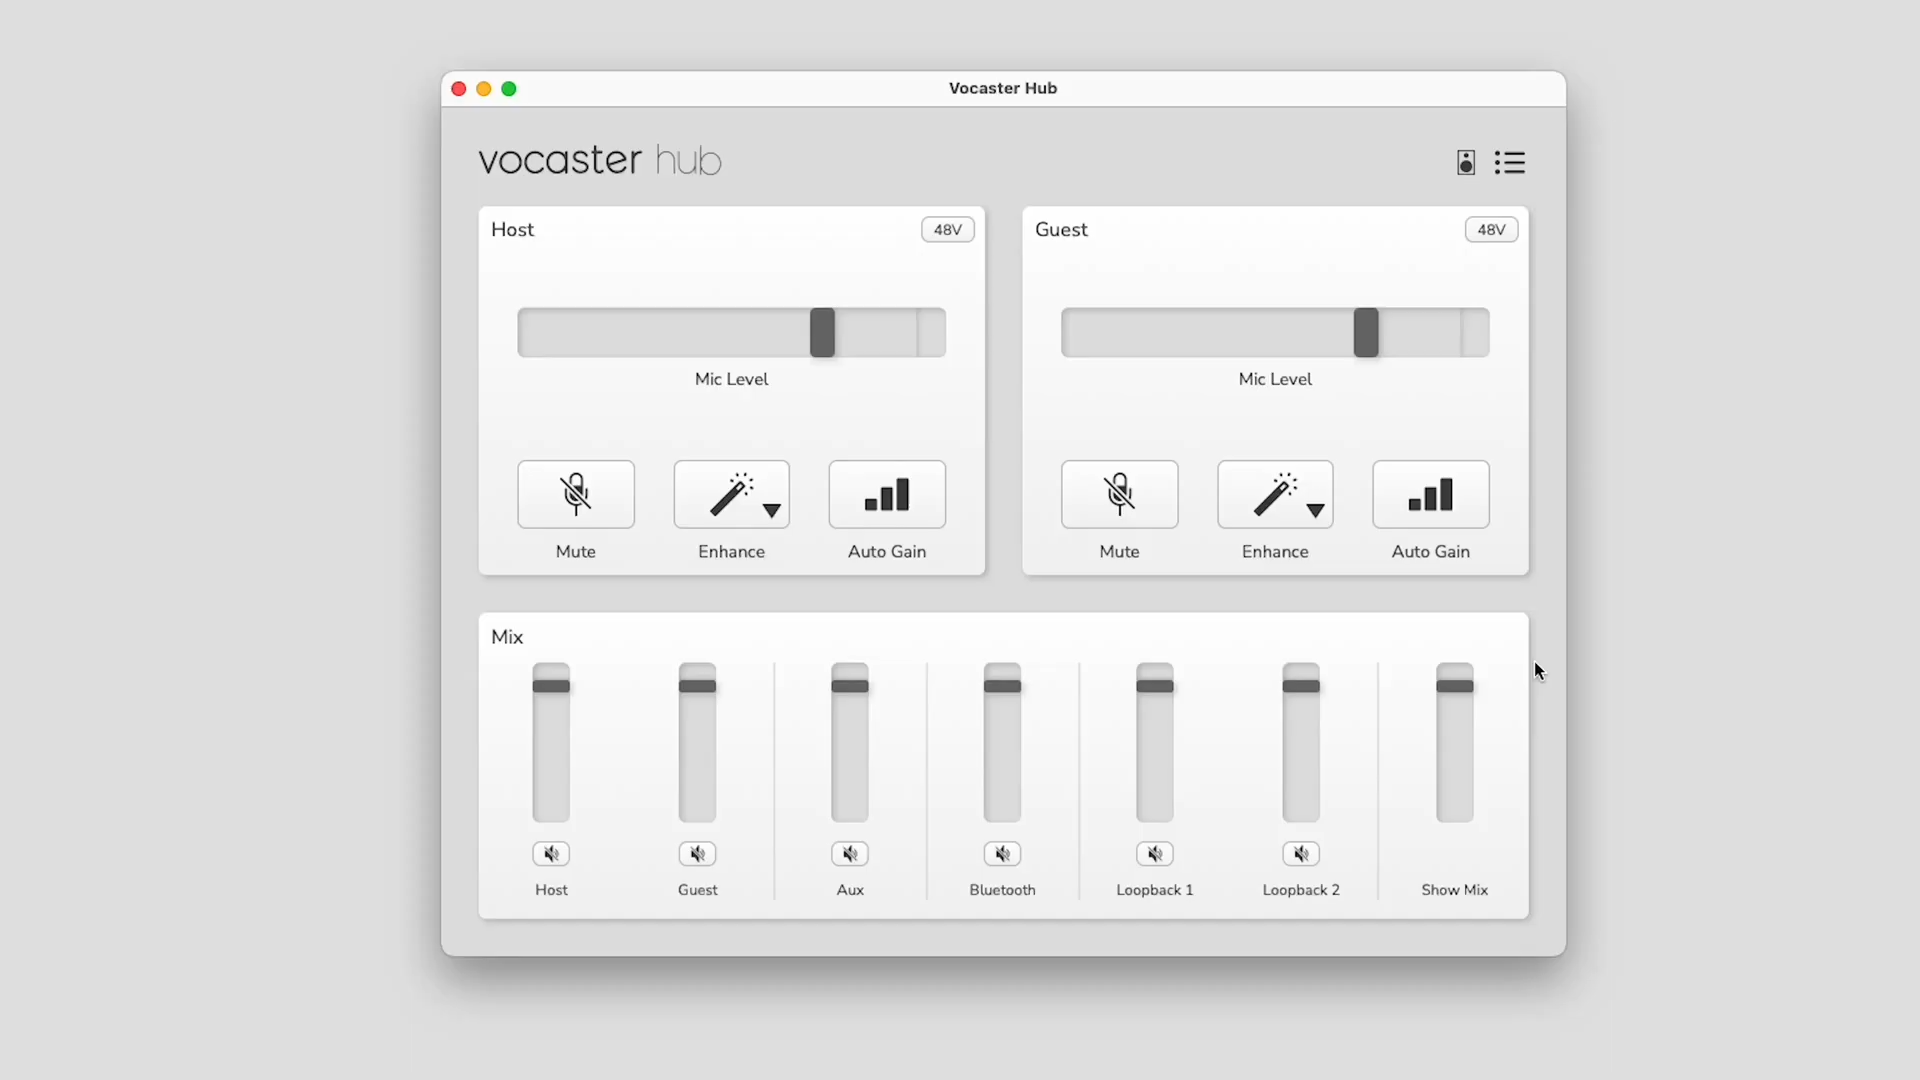 Vocaster Hub
vocaster hub
Host 48V
Mic Level
Mute Enhance Auto Gain
Guest 48V
Mic Level
Mute Enhance Auto Gain
Mix
Host Guest Aux Bluetooth Loopback 1 Loopback 2 Show Mix